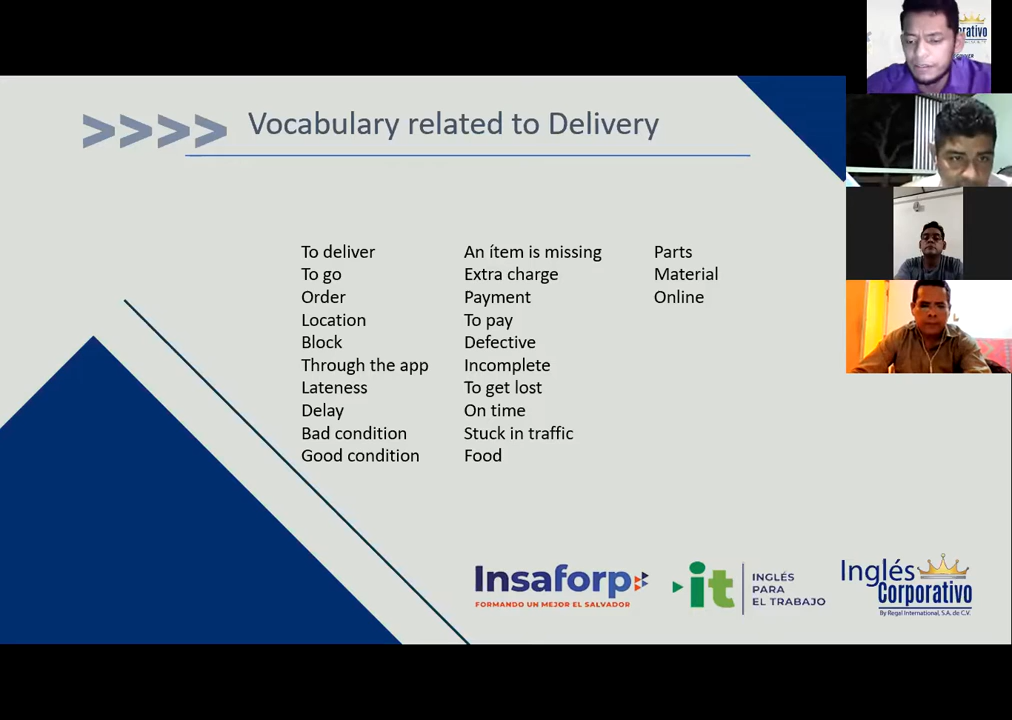 >>>> Vocabulary related to Delivery
To deliver
To go
Order
Location
Block
Through the app
Lateness
Delay
Bad condition
Good condition
An ítem is missing
Extra charge
Payment
To pay
Defective
Incomplete
To get lost
On time
Stuck in traffic
Food
Parts
Material
Online
Insaforp
FORMANDO UN MEJOR EL SALVADOR
it
INGLÉS
PARA
EL TRABAJO
Inglés
Corporativo
By Regal International, S.A. de C.V.